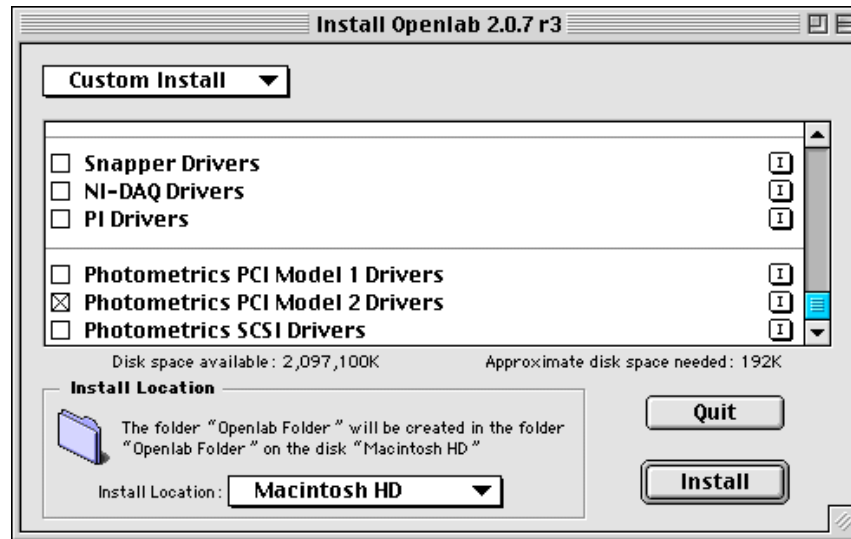 Install Openlab 2.0.7 r3
Custom Install
Snapper Drivers
I
NI-DAQ Drivers
I
PI Drivers
I
Photometrics PCI Model 1 Drivers
I
Photometrics PCI Model 2 Drivers
I
Photometrics SCSI Drivers
I
Disk space available: 2,097,100K
Approximate disk space needed: 192K
Install Location
The folder "Openlab Folder" will be created in the folder
"Openlab Folder" on the disk "Macintosh HD"
Install Location: Macintosh HD
Quit
Install